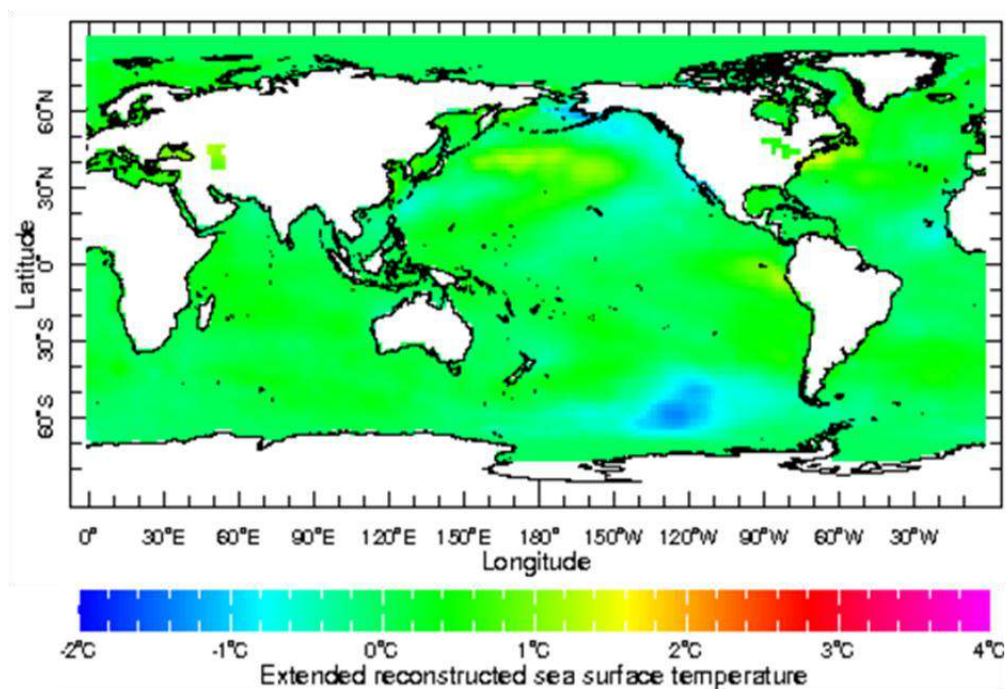 Latitude
60°N
30°N
0°
30°S
60°S
0° 30°E 60°E 90°E 120°E 150°E 180° 150°W 120°W 90°W 60°W 30°W
Longitude
-2°C -1°C 0°C 1°C 2°C 3°C 4°C
Extended reconstructed sea surface temperature